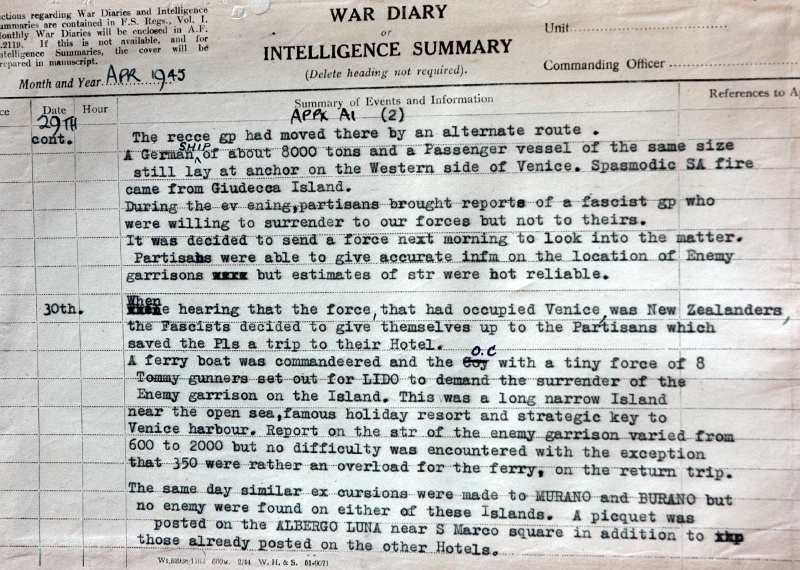 ctions regarding War Diaries and Intelligence
ummaries are contained in F.S. Regs., Vol. I.
onthly War Diaries will be enclosed in A.F.
.2119. If this is not available, and for
ntelligence Summaries, the cover will be
repared in manuscript.
Month and Year APR 1945
WAR DIARY
or
INTELLIGENCE SUMMARY
(Delete heading not required).
Unit
Commanding Officer
ce Date Hour Summary of Events and Information References to Ap
APPX A1 (2)
29TH
cont. The recce gp had moved there by an alternate route .
A German SHIP of about 8000 tons and a Passenger vessel of the same size
still lay at anchor on the Western side of Venice. Spasmodic SA fire
came from Giudecca Island.
During the ev ening,partisans brought reports of a fascist gp who
were willing to surrender to our forces but not to theirs.
It was decided to send a force next morning to look into the matter.
Partisans were able to give accurate infm on the location of Enemy
garrisons xxxx but estimates of str were not reliable.
When
30th. hearing that the force, that had occupied Venice, was New Zealanders,
the Fascists decided to give themselves up to the Partisans which
saved the Pls a trip to their Hotel.
A ferry boat was commandeered and the Coy O.C with a tiny force of 8
Tommy gunners set out for LIDO to demand the surrender of the
Enemy garrison on the Island. This was a long narrow Island
near the open sea,famous holiday resort and strategic key to
Venice harbour. Report on the str of the enemy garrison varied from
600 to 2000 but no difficulty was encountered with the exception
that 350 were rather an overload for the ferry, on the return trip.
The same day similar ex cursions were made to MURANO and BURANO but
no enemy were found on either of these Islands. A picquet was
posted on the ALBERGO LUNA near S Marco square in addition to
those already posted on the other Hotels.
2/44 W. H. & S. 51-9071